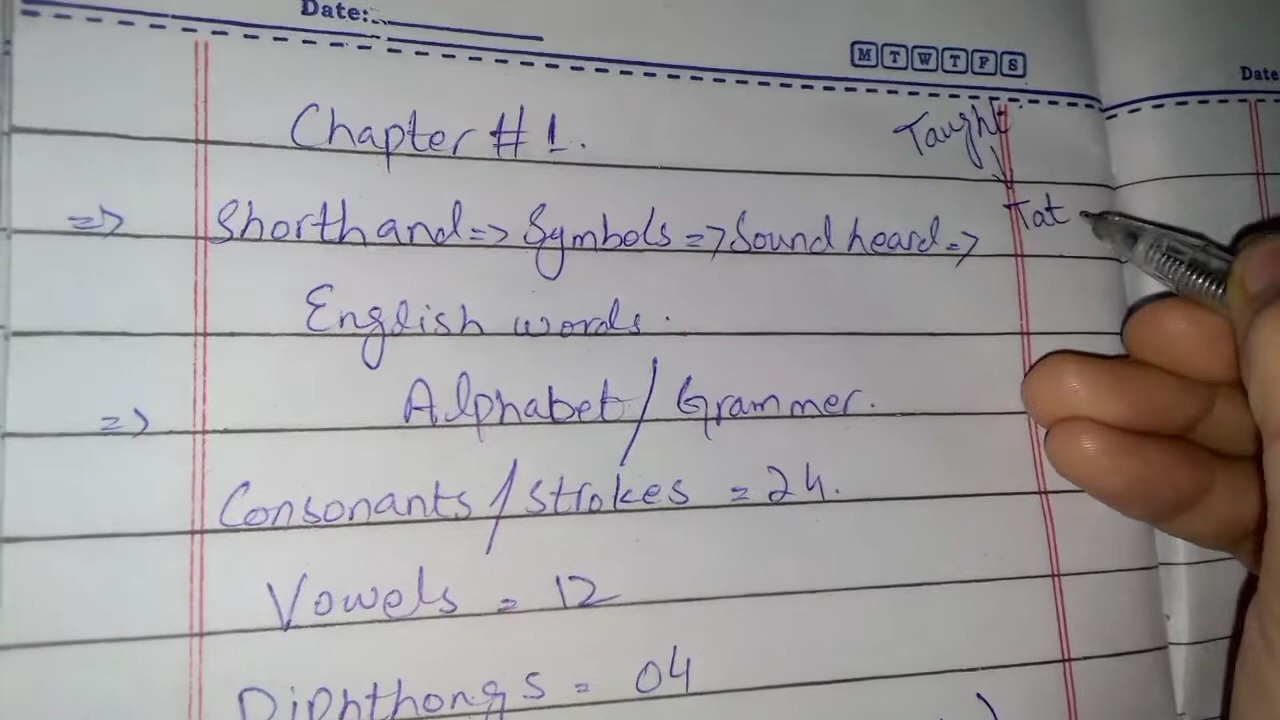 Date:
M T W T F S
Date
Chapter # 1.
Taught
Tat
=> Shorthand => Symbols => Sound heard =>
English words.
=> Alphabet / Grammer.
Consonants / Strokes = 24.
Vowels = 12
Diphthongs = 04